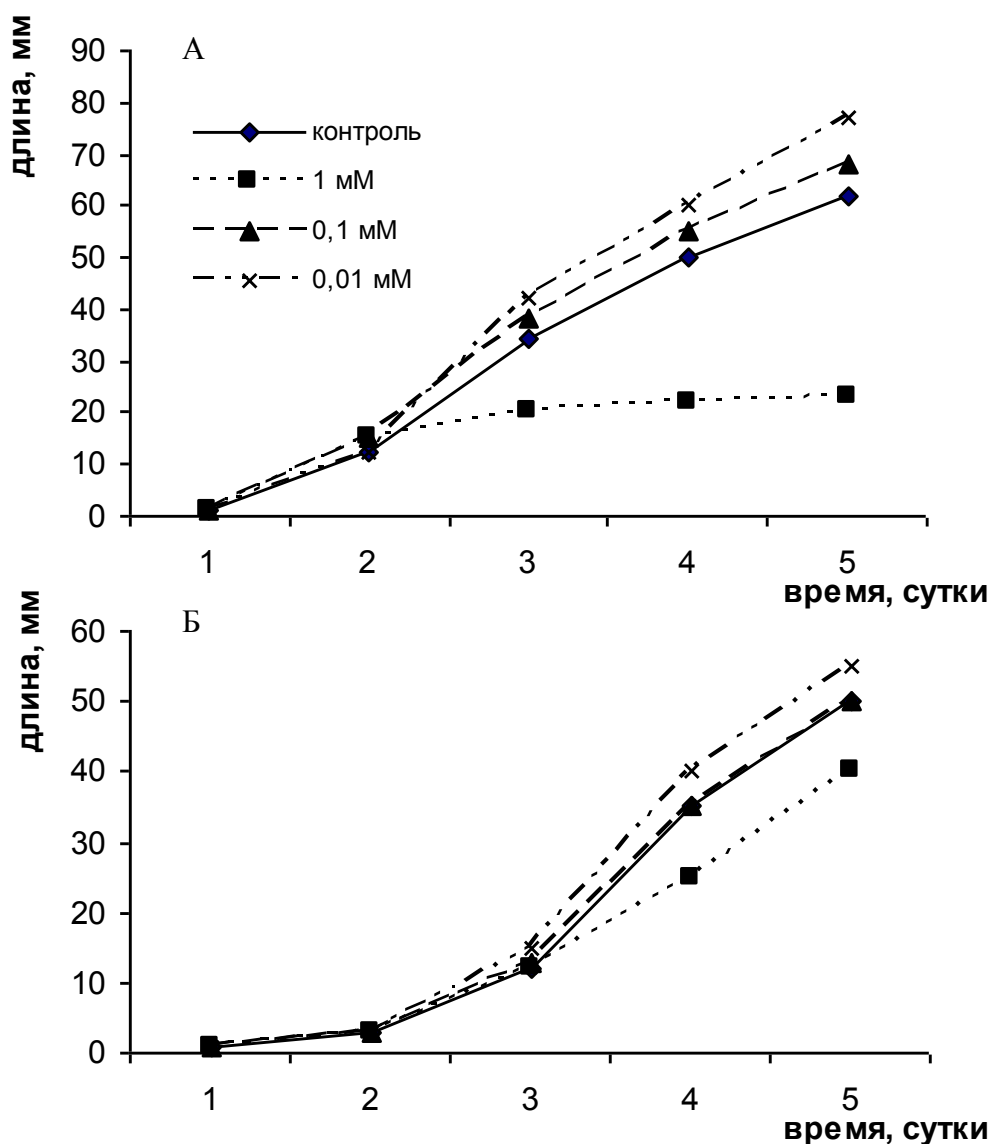 А
длина, мм
90
80
70
60
50
40
30
20
10
0
контроль
1 мМ
0,1 мМ
0,01 мМ
1 2 3 4 5
время, сутки
Б
длина, мм
60
50
40
30
20
10
0
1 2 3 4 5
время, сутки